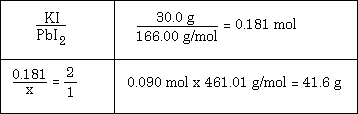 KI
PbI₂
30.0 g
166.00 g/mol = 0.181 mol
0.181
x = 2
1
0.090 mol x 461.01 g/mol = 41.6 g